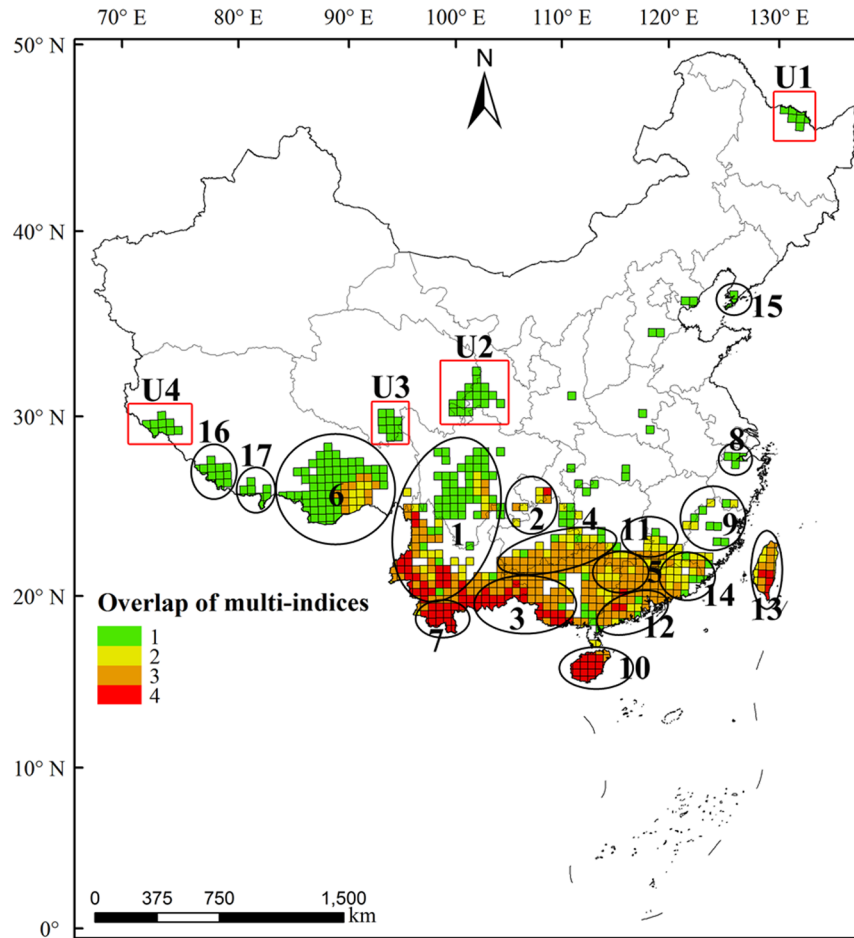 70° E 80° E 90° E 100° E 110° E 120° E 130° E
50° N
N
U1
40° N
15
U2
U4
U3
30° N
16
17
8
6
2
9
1
4
11
20° N
5
Overlap of multi-indices
14
3
13
7
12
1
2
10
3
4
10° N
0 375 750 1,500
km
0°